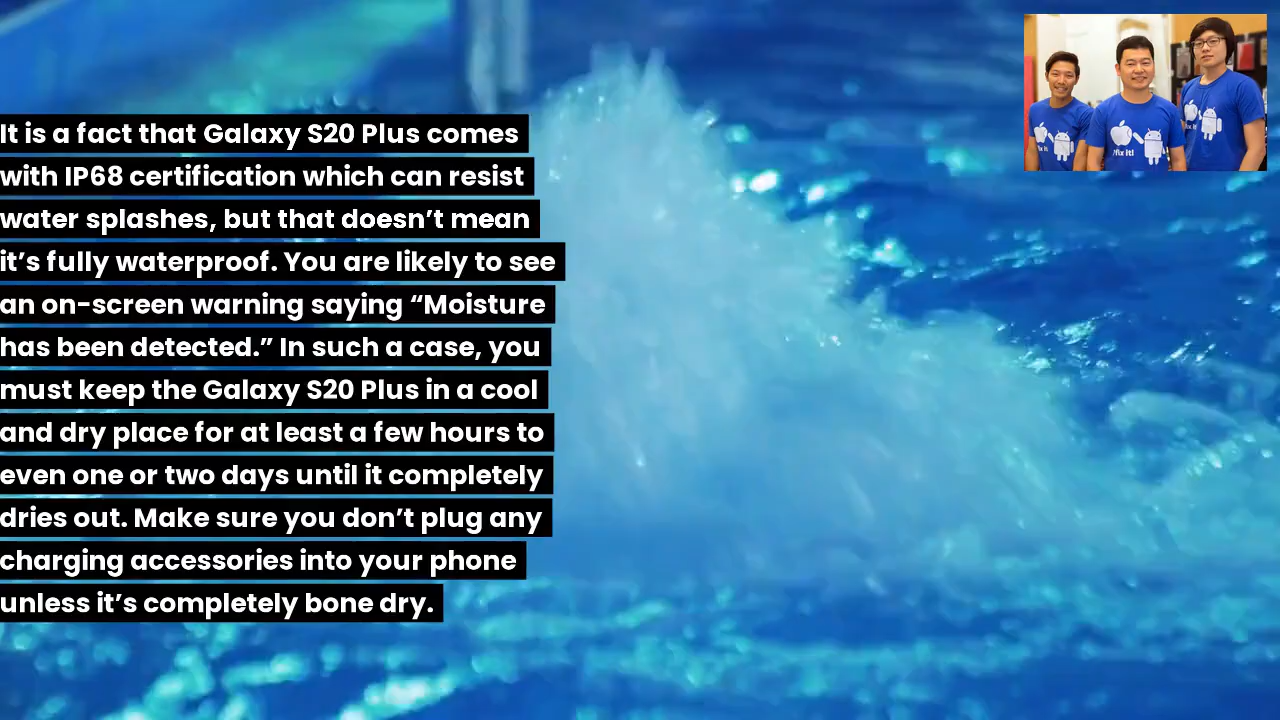 It is a fact that Galaxy S20 Plus comes
with IP68 certification which can resist
water splashes, but that doesn’t mean
it’s fully waterproof. You are likely to see
an on-screen warning saying “Moisture
has been detected.” In such a case, you
must keep the Galaxy S20 Plus in a cool
and dry place for at least a few hours to
even one or two days until it completely
dries out. Make sure you don’t plug any
charging accessories into your phone
unless it’s completely bone dry.